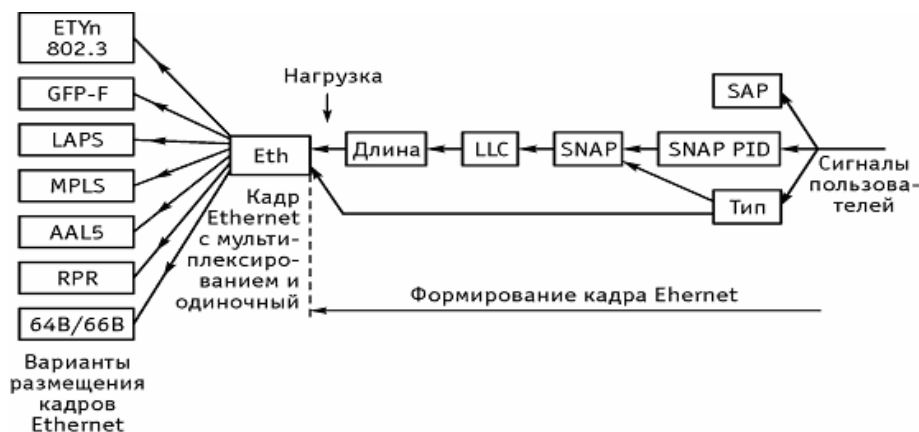 ETYn
802.3
GFP-F
LAPS
MPLS
AAL5
RPR
64B/66B
Варианты
размещения
кадров
Ethernet
Eth
Кадр
Ethernet
с мульти-
плексиро-
ванием и
одиночный
Нагрузка
Длина
LLC
SNAP
SNAP PID
SAP
Тип
Сигналы
пользова-
телей
Формирование кадра Ehernet